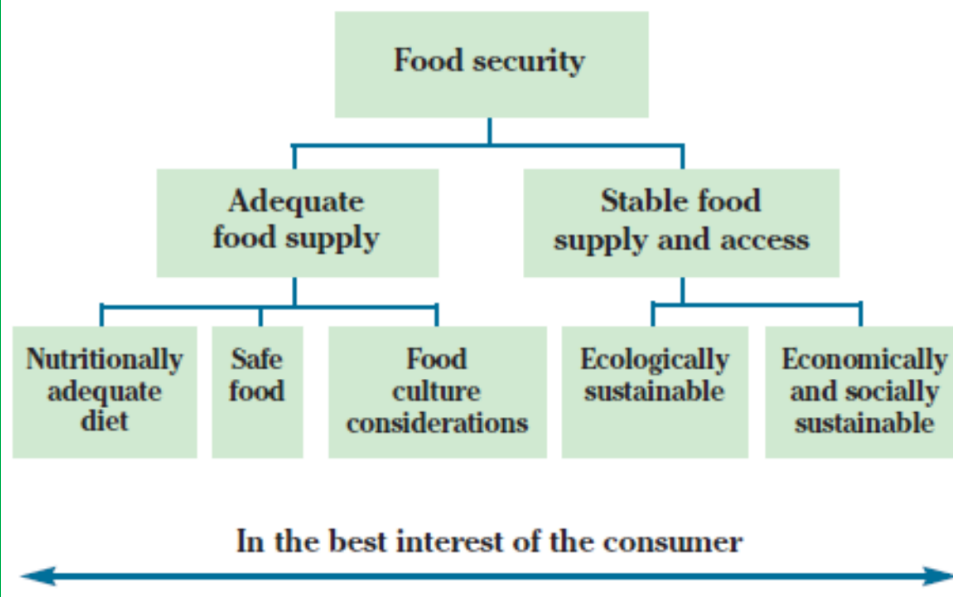 Food security
Adequate
food supply
Stable food
supply and access
Nutritionally
adequate
diet
Safe
food
Food
culture
considerations
Ecologically
sustainable
Economically
and socially
sustainable
In the best interest of the consumer